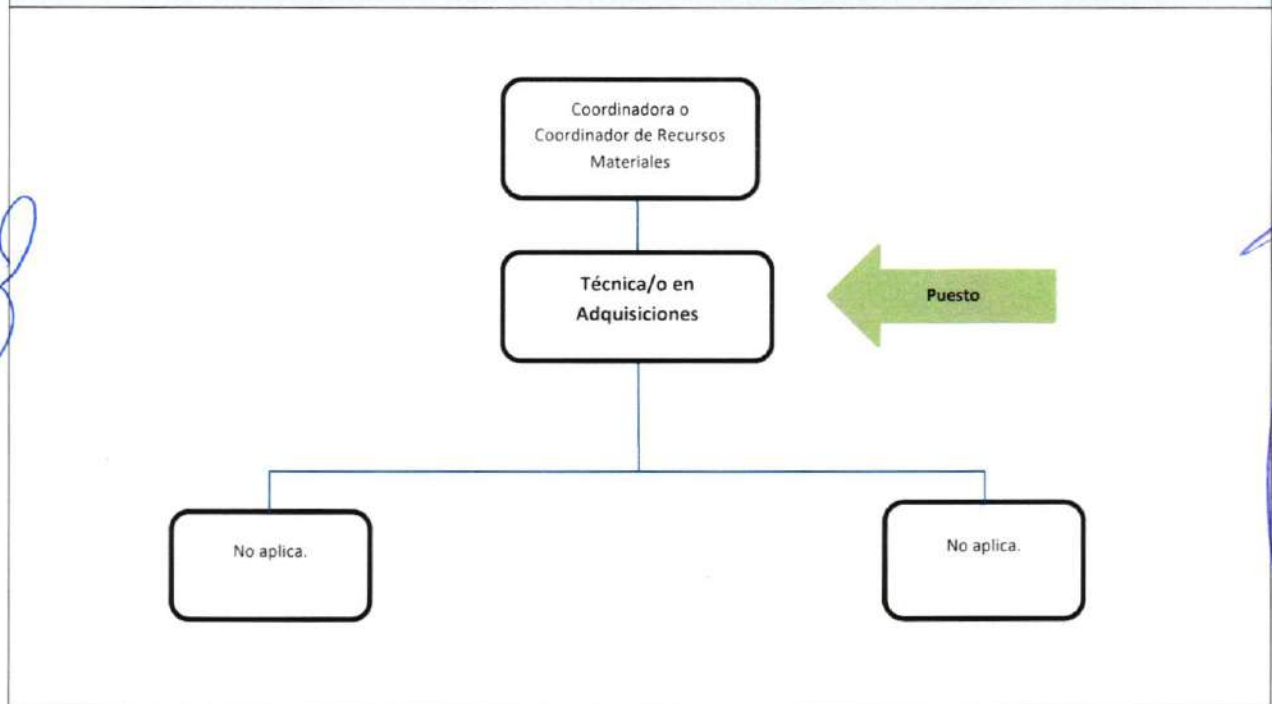 Coordinadora o
Coordinador de Recursos
Materiales
Técnica/o en
Adquisiciones
Puesto
No aplica.
No aplica.